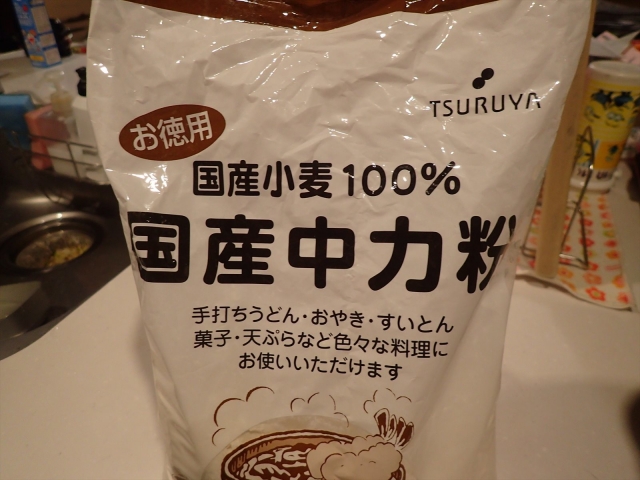 TSURUYA
お徳用
国産小麦100%
国産中力粉
手打ちうどん・おやき・すいとん
菓子・天ぷらなど色々な料理に
お使いいただけます